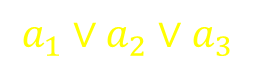 a₁ ∨ a₂ ∨ a₃